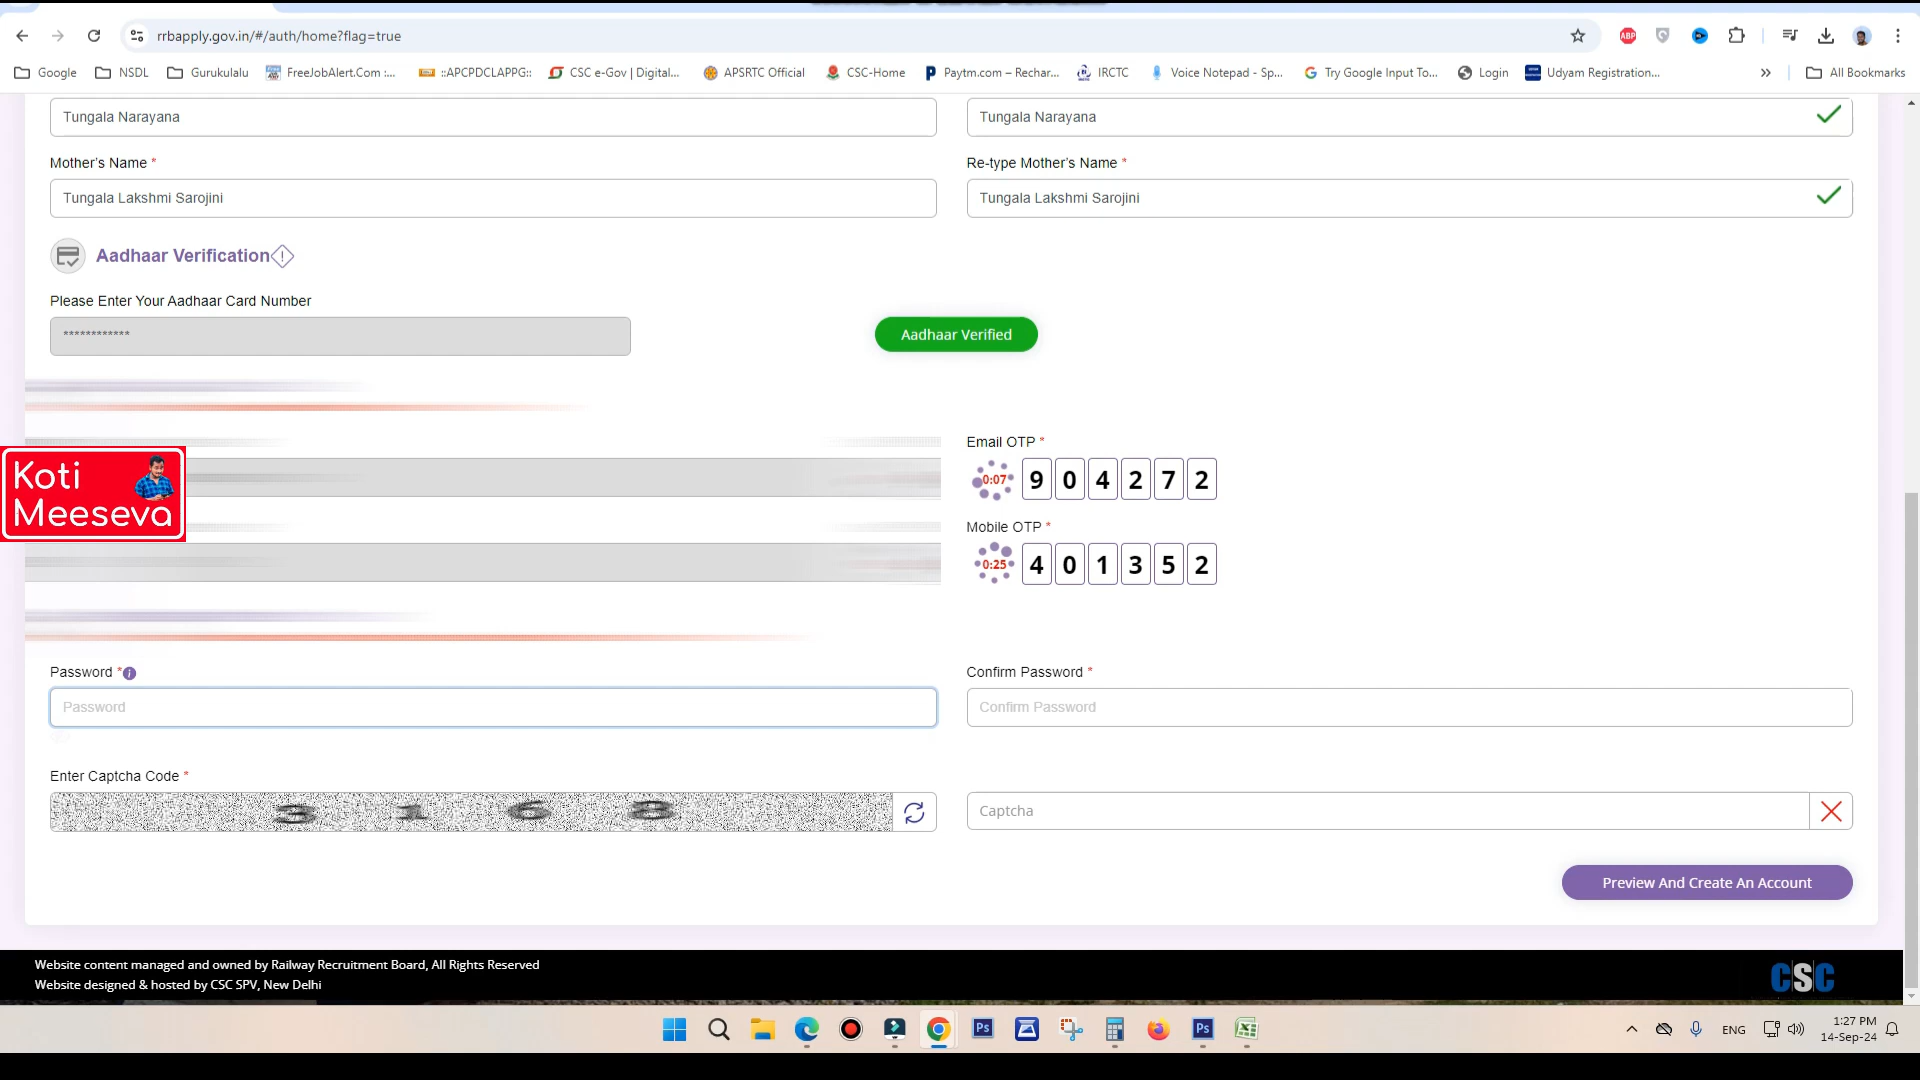 rrbapply.gov.in/#/auth/home?flag=true
ABP
Google NSDL Gurukulalu FreeJobAlert.Com :... ::APCPDCLAPPG:: CSC e-Gov | Digital... APSRTC Official CSC-Home Paytm.com – Rechar... IRCTC Voice Notepad - Sp... Try Google Input To... Login Udyam Registration... » All Bookmarks
Tungala Narayana Tungala Narayana
Mother's Name * Re-type Mother's Name *
Tungala Lakshmi Sarojini Tungala Lakshmi Sarojini
Aadhaar Verification
Please Enter Your Aadhaar Card Number
************ Aadhaar Verified
Email OTP *
Koti
Meeseva
0:07 9 0 4 2 7 2
Mobile OTP *
0:25 4 0 1 3 5 2
Password * i Confirm Password *
Password Confirm Password
Enter Captcha Code *
3 1 6 8 Captcha
Preview And Create An Account
Website content managed and owned by Railway Recruitment Board, All Rights Reserved
Website designed & hosted by CSC SPV, New Delhi
CSC
Ps Ps
ENG
1:27 PM
14-Sep-24